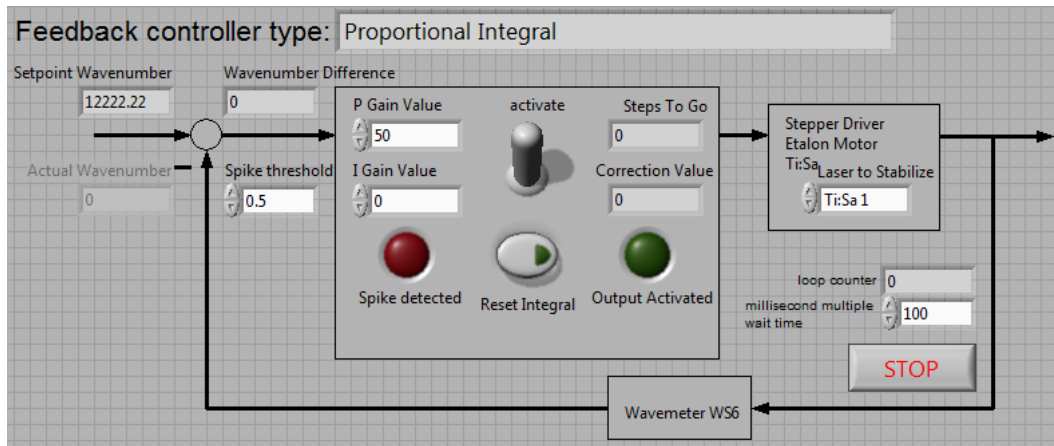 Feedback controller type: Proportional Integral
Setpoint Wavenumber
12222.22
Wavenumber Difference
0
Actual Wavenumber
0
Spike threshold
0.5
P Gain Value
50
I Gain Value
0
Spike detected
activate
Reset Integral
Steps To Go
0
Correction Value
0
Output Activated
Stepper Driver
Etalon Motor
Ti:Sa
Laser to Stabilize
Ti:Sa 1
loop counter 0
millisecond multiple
wait time
100
STOP
Wavemeter WS6